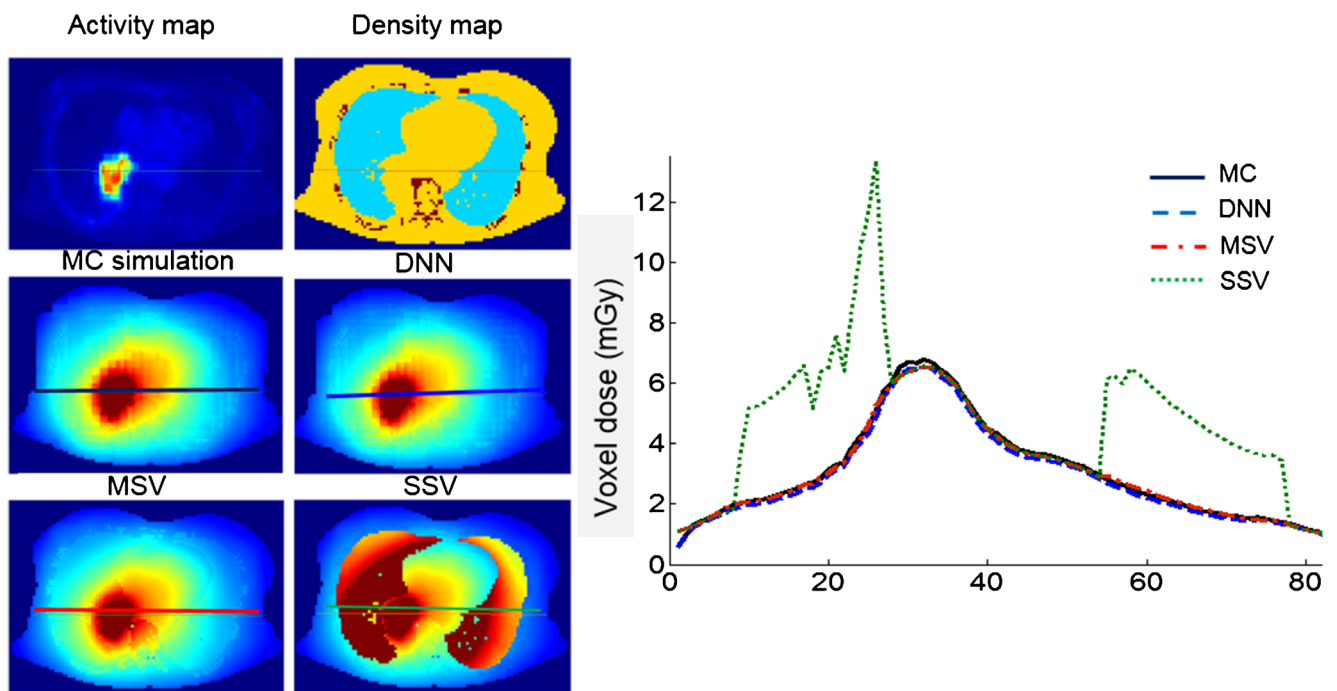 Activity map
Density map
MC simulation
DNN
MSV
SSV
Voxel dose (mGy)
12
10
8
6
4
2
0
1
20
40
60
80
MC
DNN
MSV
SSV